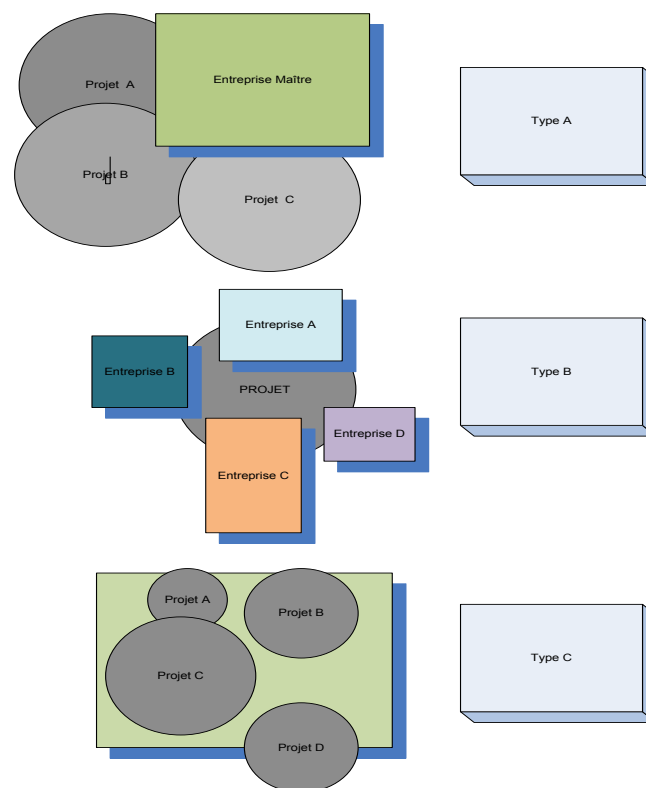 Projet A
Entreprise Maître
Type A
Projet B
Projet C
Entreprise A
Type B
Entreprise B
PROJET
Entreprise D
Entreprise C
Projet A
Projet B
Type C
Projet C
Projet D